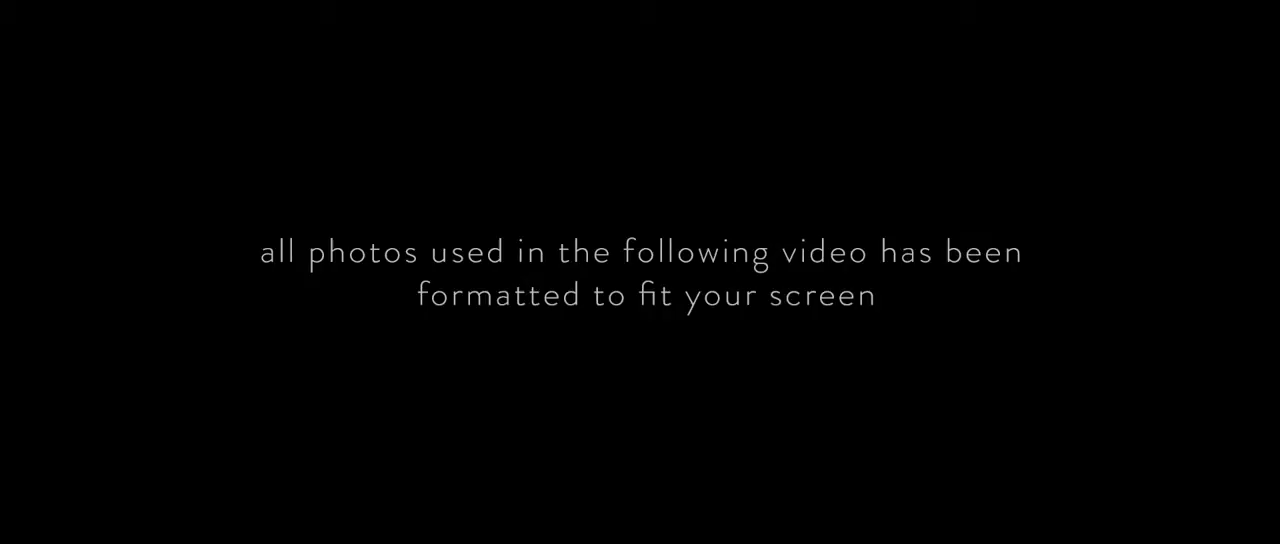 all photos used in the following video has been
formatted to fit your screen